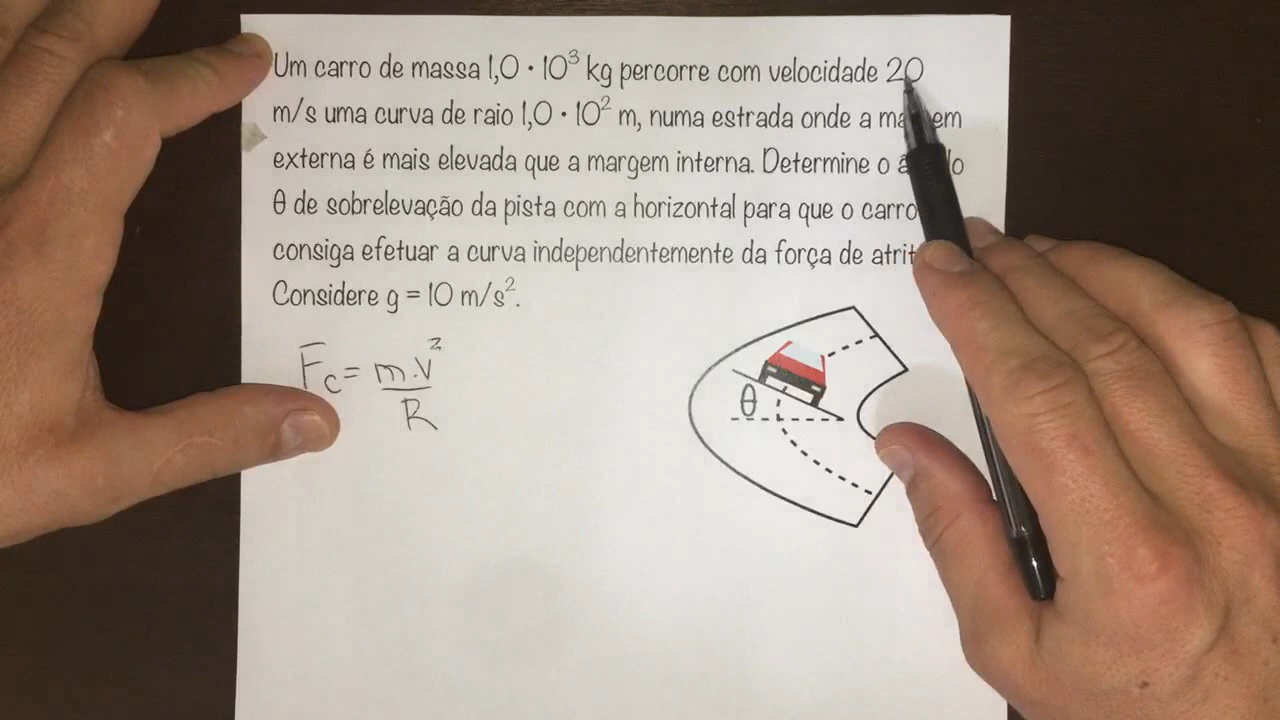 Um carro de massa 1,0 • 10³ kg percorre com velocidade 20
m/s uma curva de raio 1,0 • 10² m, numa estrada onde a
externa é mais elevada que a margem interna. Determine o
θ de sobrelevação da pista com a horizontal para que o carro
consiga efetuar a curva independentemente da força de
Considere g = 10 m/s².
Fc = m.v²
R
θ